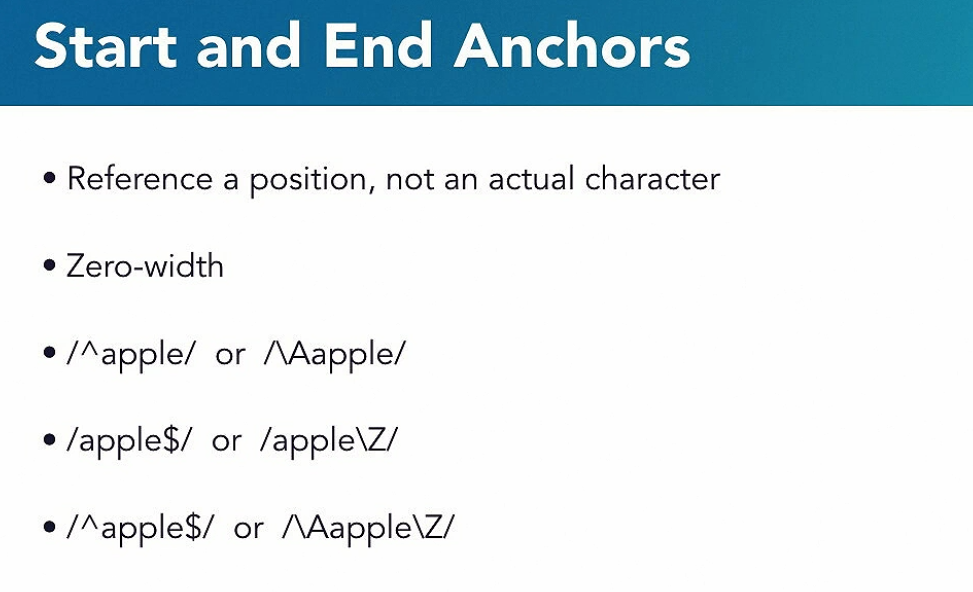 Start and End Anchors
• Reference a position, not an actual character
• Zero-width
• /^apple/ or /\Aapple/
• /apple$/ or /apple\Z/
• /^apple$/ or /\Aapple\Z/